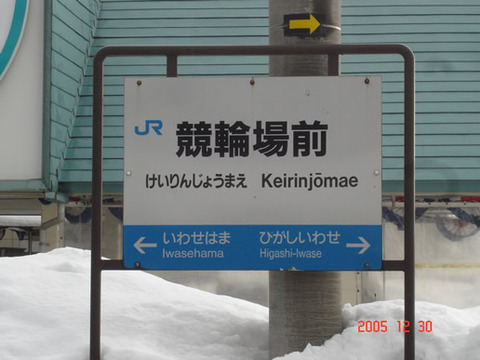 JR 競輪場前
けいりんじょうまえ Keirinjōmae
← いわせはま ひがしいわせ →
Iwasehama Higashi-Iwase
2005 12 30